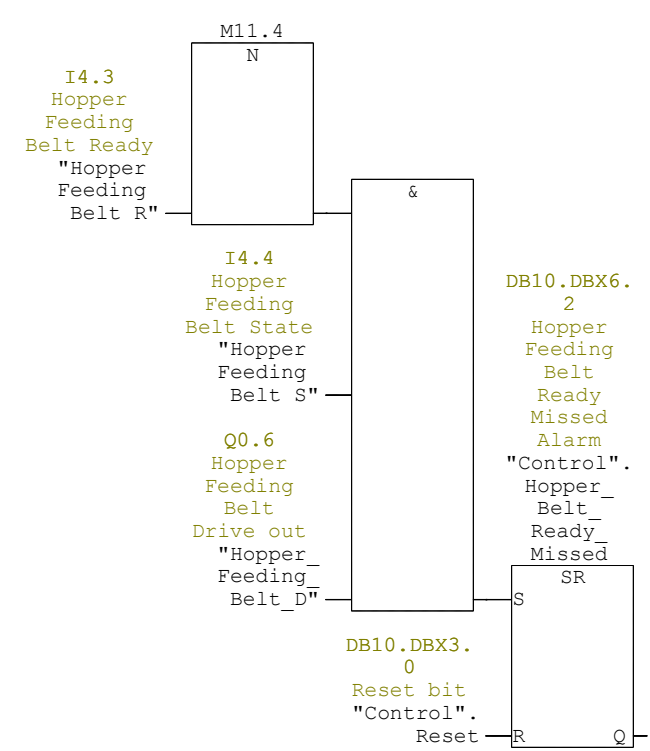 M11.4
N
I4.3
Hopper
Feeding
Belt Ready
"Hopper
Feeding
Belt R"
&
I4.4
Hopper
Feeding
Belt State
"Hopper
Feeding
Belt S"
Q0.6
Hopper
Feeding
Belt
Drive out
"Hopper_
Feeding_
Belt_D"
DB10.DBX6.
2
Hopper
Feeding
Belt
Ready
Missed
Alarm
"Control".
Hopper_
Belt_
Ready_
Missed
SR
S
DB10.DBX3.
0
Reset bit
"Control".
Reset
R
Q